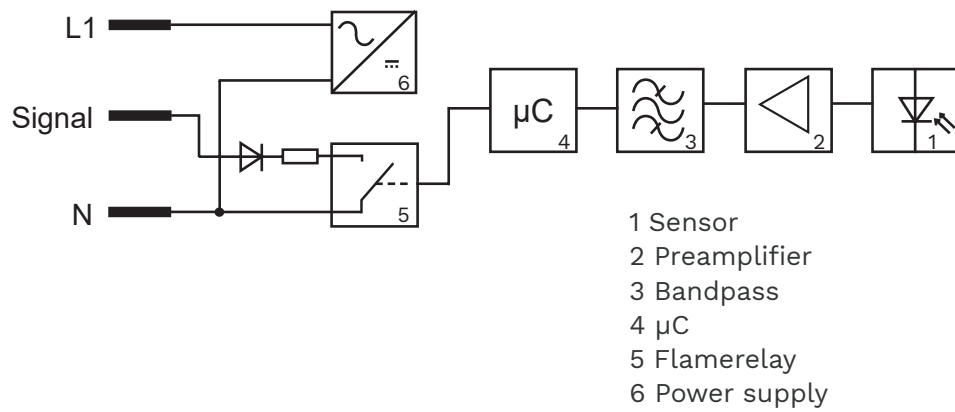 L1
6
Signal
µC
4
3
2
1
N
5
1 Sensor
2 Preamplifier
3 Bandpass
4 µC
5 Flamerelay
6 Power supply